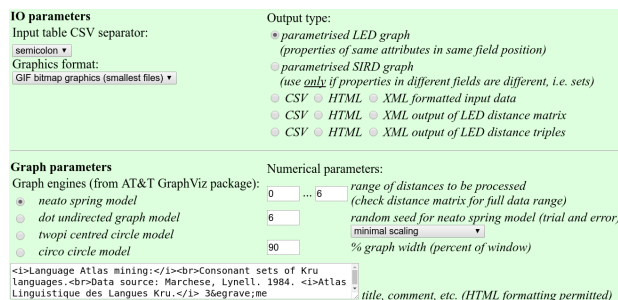 IO parameters
Input table CSV separator:
semicolon
Graphics format:
GIF bitmap graphics (smallest files)
Output type:
parametrised LED graph
(properties of same attributes in same field position)
parametrised SIRD graph
(use only if properties in different fields are different, i.e. sets)
CSV HTML XML formatted input data
CSV HTML XML output of LED distance matrix
CSV HTML XML output of LED distance triples
Graph parameters
Graph engines (from AT&T GraphViz package):
neato spring model
dot undirected graph model
twopi centred circle model
circo circle model
Numerical parameters:
0 ... 6 range of distances to be processed
(check distance matrix for full data range)
6 random seed for neato spring model (trial and error)
minimal scaling
90 % graph width (percent of window)
<i>Language Atlas mining:</i><br>Consonant sets of Kru
languages.<br>Data source: Marchese, Lynell. 1984. <i>Atlas
Linguistique des Langues Kru.</i> 3&egrave;me
title, comment, etc. (HTML formatting permitted)